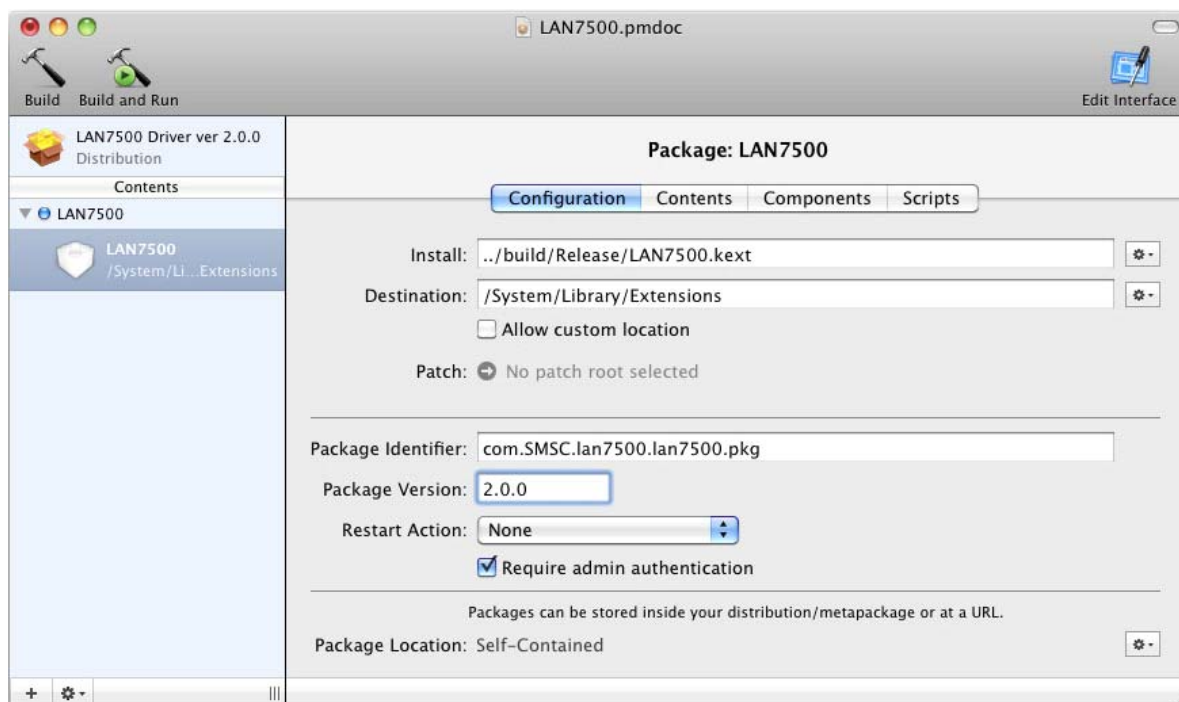 LAN7500.pmdoc
Build
Build and Run
Edit Interface
LAN7500 Driver ver 2.0.0
Distribution
Contents
LAN7500
LAN7500
/System/Li...Extensions
Package: LAN7500
Configuration
Contents
Components
Scripts
Install: ../build/Release/LAN7500.kext
Destination: /System/Library/Extensions
Allow custom location
Patch: No patch root selected
Package Identifier: com.SMSC.lan7500.lan7500.pkg
Package Version: 2.0.0
Restart Action: None
Require admin authentication
Packages can be stored inside your distribution/metapackage or at a URL.
Package Location: Self-Contained